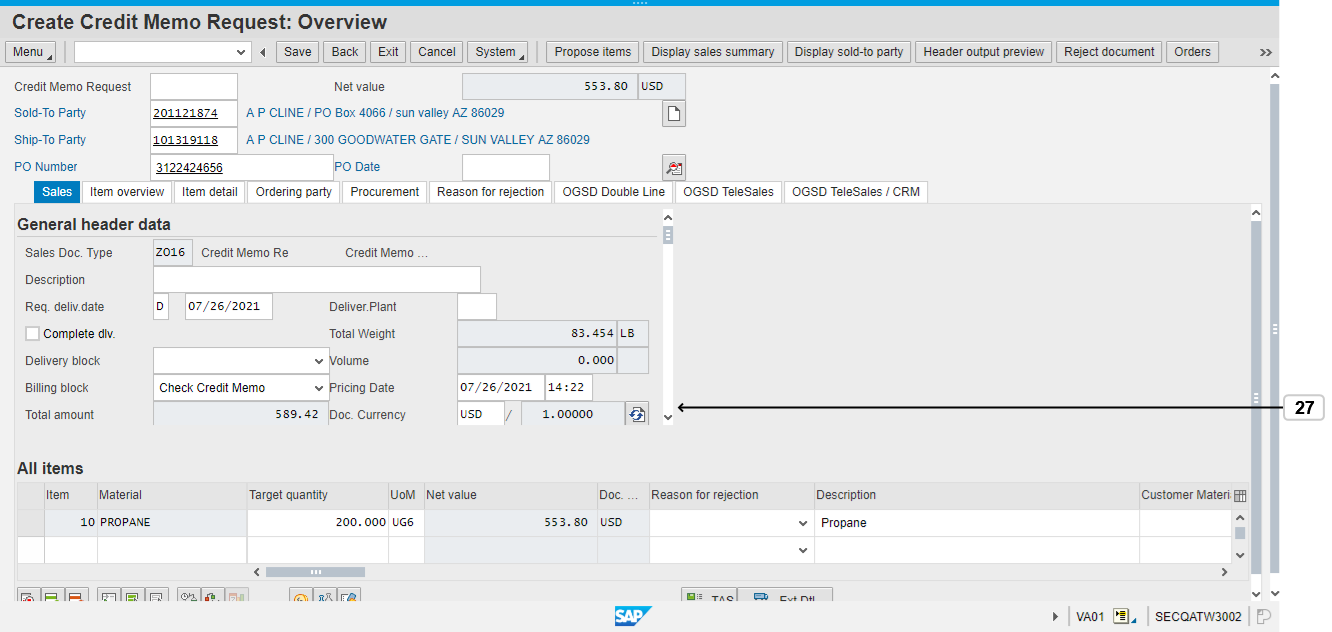 Create Credit Memo Request: Overview
Menu Save Back Exit Cancel System Propose items Display sales summary Display sold-to party Header output preview Reject document Orders
Credit Memo Request Net value 553.80 USD
Sold-To Party 201121874 A P CLINE / PO Box 4066 / sun valley AZ 86029
Ship-To Party 101319118 A P CLINE / 300 GOODWATER GATE / SUN VALLEY AZ 86029
PO Number 3122424656 PO Date
Sales Item overview Item detail Ordering party Procurement Reason for rejection OGSD Double Line OGSD TeleSales OGSD TeleSales / CRM
General header data
Sales Doc. Type ZO16 Credit Memo Re Credit Memo ...
Description
Req. deliv.date D 07/26/2021 Deliver.Plant
Complete dlv. Total Weight 83.454 LB
Delivery block Volume 0.000
Billing block Check Credit Memo Pricing Date 07/26/2021 14:22
Total amount 589.42 Doc. Currency USD / 1.00000
27
All items
Item Material Target quantity UoM Net value Doc. ... Reason for rejection Description Customer Materi
10 PROPANE 200.000 UG6 553.80 USD Propane
TAS Ext Dtl
SAP VA01 SECQATW3002